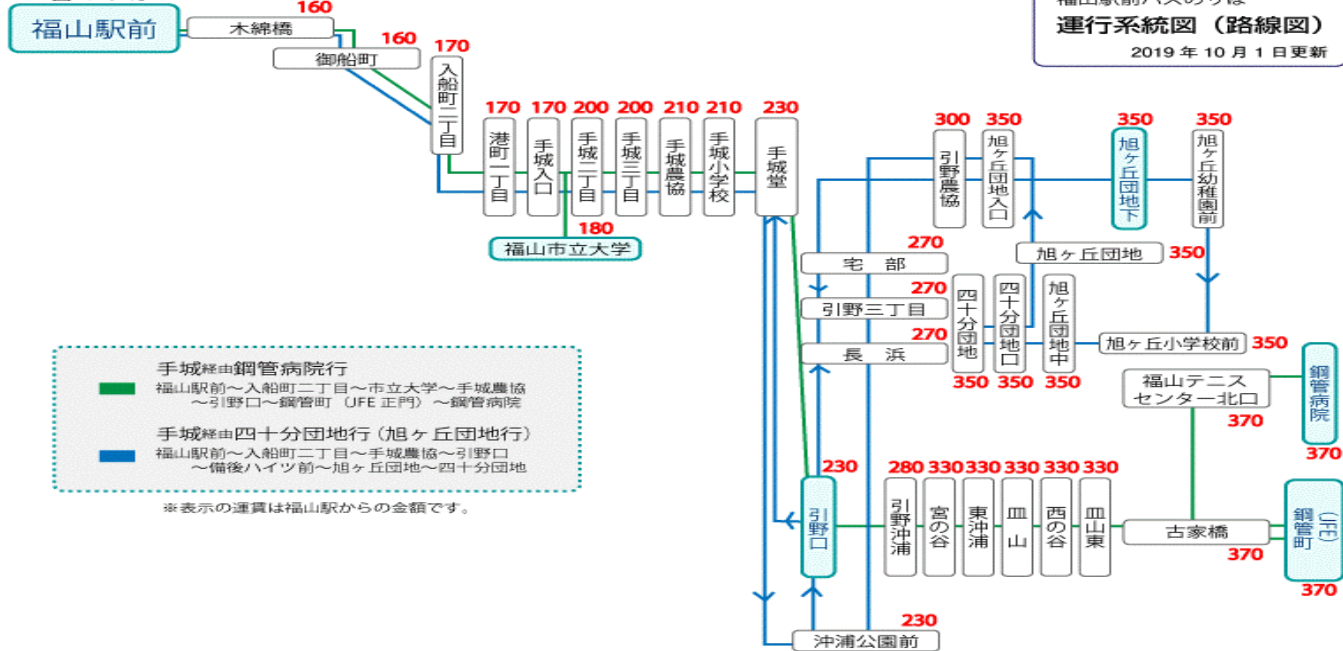 福山駅前バスのりば
運行系統図（路線図）
2019 年 10 月 1 日更新
福山駅前
160
木綿橋
160
御船町
170
入船町二丁目
170
港町一丁目
170
手城入口
200
手城二丁目
200
手城三丁目
210
手城農協
210
手城小学校
230
手城堂
180
福山市立大学
300
引野農協
350
旭ヶ丘団地入口
350
旭ヶ丘団地下
350
旭ヶ丘幼稚園前
270
宅 部
旭ヶ丘団地
350
270
引野三丁目
270
長 浜
四十分団地
350
四十分団地口
350
旭ヶ丘団地中
350
旭ヶ丘小学校前
350
福山テニス
センター北口
370
鋼管病院
370
手城経由鋼管病院行
福山駅前～入船町二丁目～市立大学～手城農協
～引野口～鋼管町（JFE 正門）～鋼管病院
手城経由四十分団地行（旭ヶ丘団地行）
福山駅前～入船町二丁目～手城農協～引野口
～備後ハイツ前～旭ヶ丘団地～四十分団地
※表示の運賃は福山駅からの金額です。
230
引野口
280
引野沖浦
330
宮の谷
330
東沖浦
330
皿山
330
西の谷
330
皿山東
古家橋
370
（JFE）
鋼管町
370
230
沖浦公園前